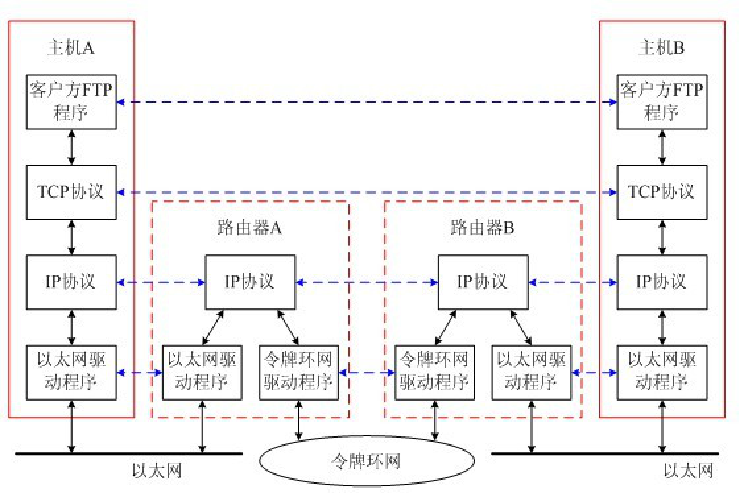 主机A
主机B
客户方FTP
程序
客户方FTP
程序
TCP协议
TCP协议
路由器A
路由器B
IP协议
IP协议
IP协议
IP协议
以太网驱
动程序
以太网驱
动程序
令牌环网
驱动程序
令牌环网
驱动程序
以太网驱
动程序
以太网驱
动程序
以太网
令牌环网
以太网